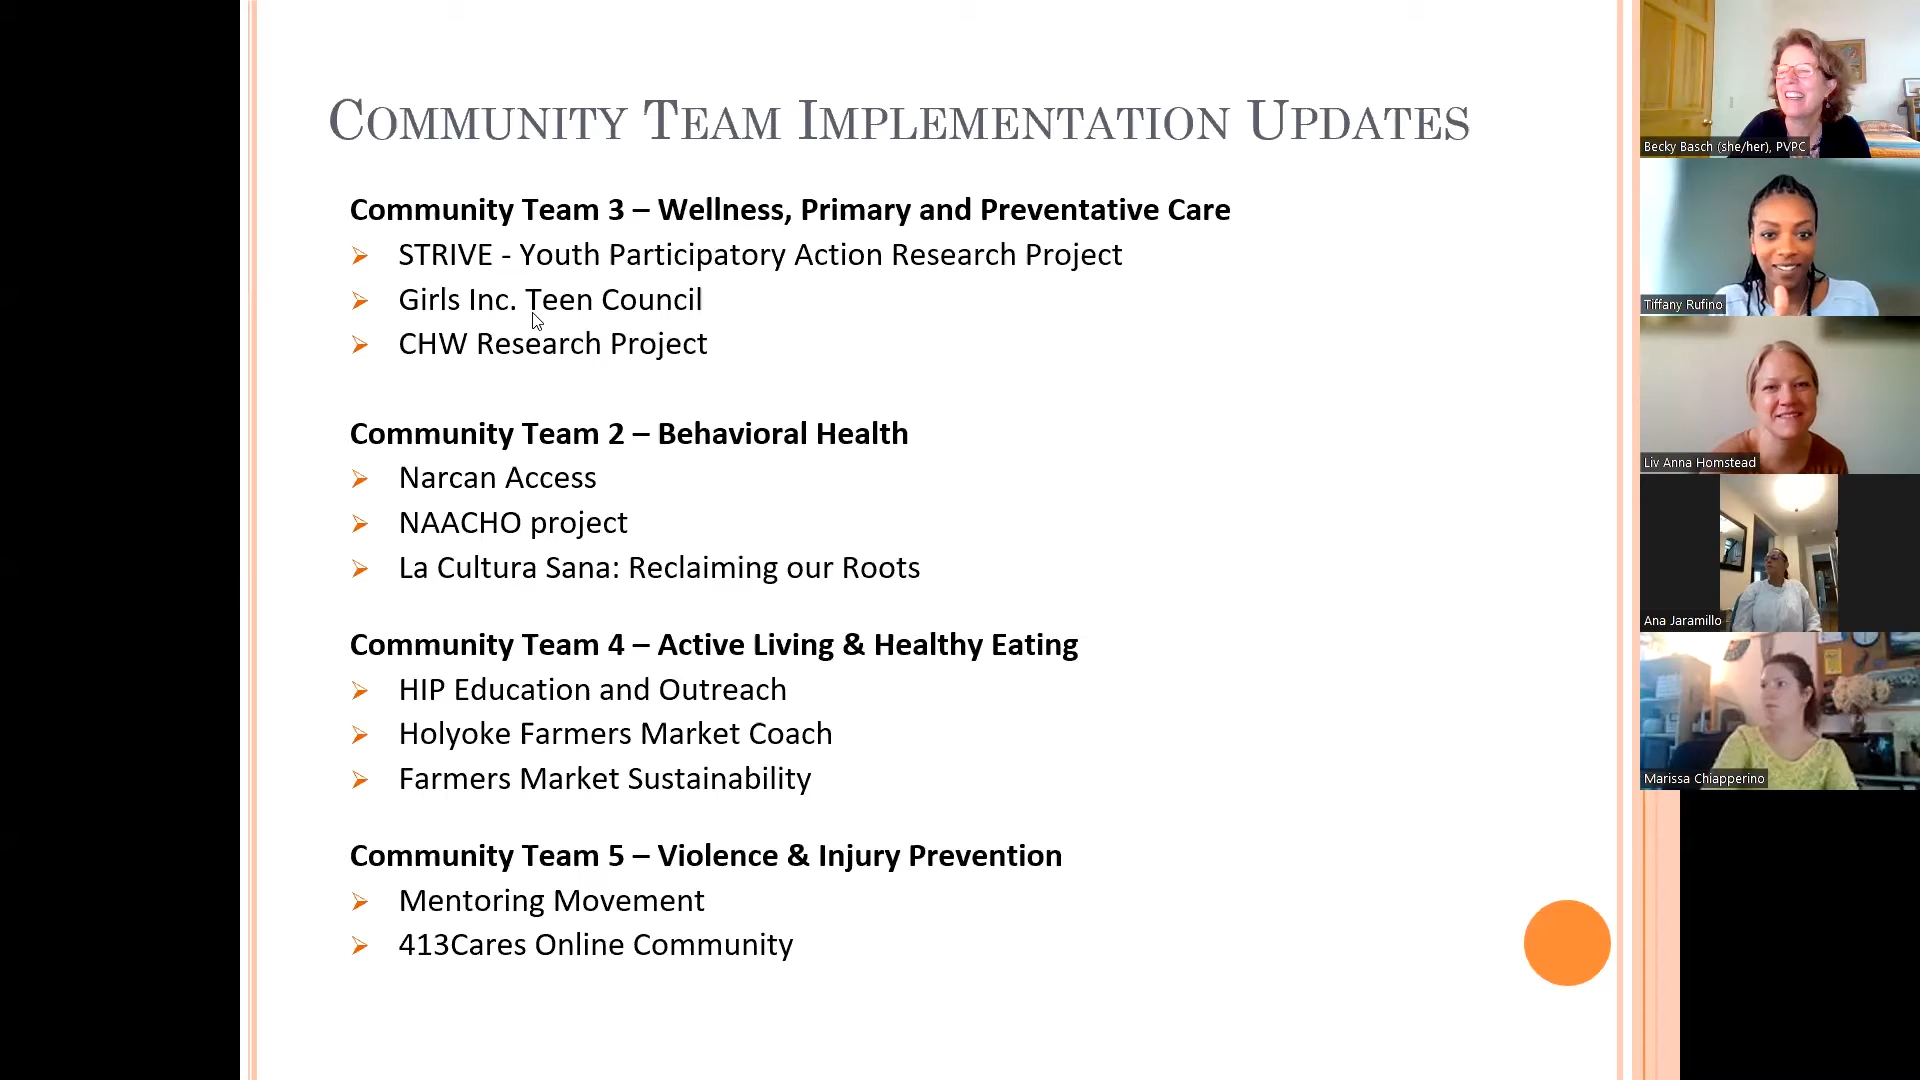 Community Team Implementation Updates
Community Team 3 – Wellness, Primary and Preventative Care
STRIVE - Youth Participatory Action Research Project
Girls Inc. Teen Council
CHW Research Project
Community Team 2 – Behavioral Health
Narcan Access
NAACHO project
La Cultura Sana: Reclaiming our Roots
Community Team 4 – Active Living & Healthy Eating
HIP Education and Outreach
Holyoke Farmers Market Coach
Farmers Market Sustainability
Community Team 5 – Violence & Injury Prevention
Mentoring Movement
413Cares Online Community
Becky Basch (she/her), PVPC
Tiffany Rufino
Liv Anna Homstead
Ana Jaramillo
Marissa Chiapperino